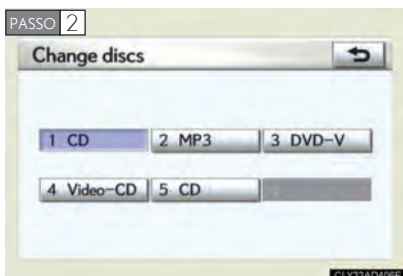 PASSO 2
Change discs
1 CD 2 MP3 3 DVD-V
4 Video-CD 5 CD